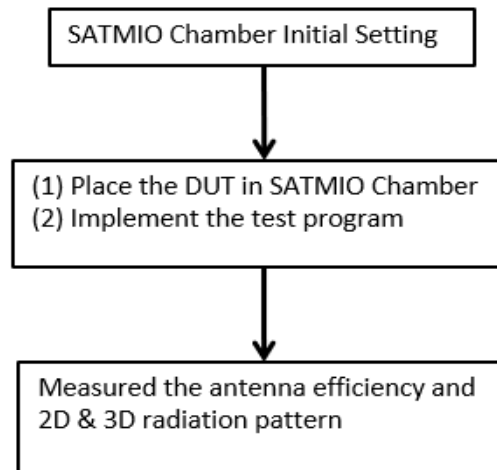 SATMIO Chamber Initial Setting
(1) Place the DUT in SATMIO Chamber
(2) Implement the test program
Measured the antenna efficiency and
2D & 3D radiation pattern